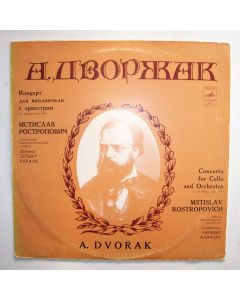 А. ДВОРЖАК
Концерт
для виолончели
с оркестром
МСТИСЛАВ
РОСТРОПОВИЧ
Дирижер
ГЕРБЕРТ
КАРАЯН
Concerto
for Cello
and Orchestra
MSTISLAV
ROSTROPOVICH
Conductor
HERBERT
KARAJAN
A. DVOŘAK